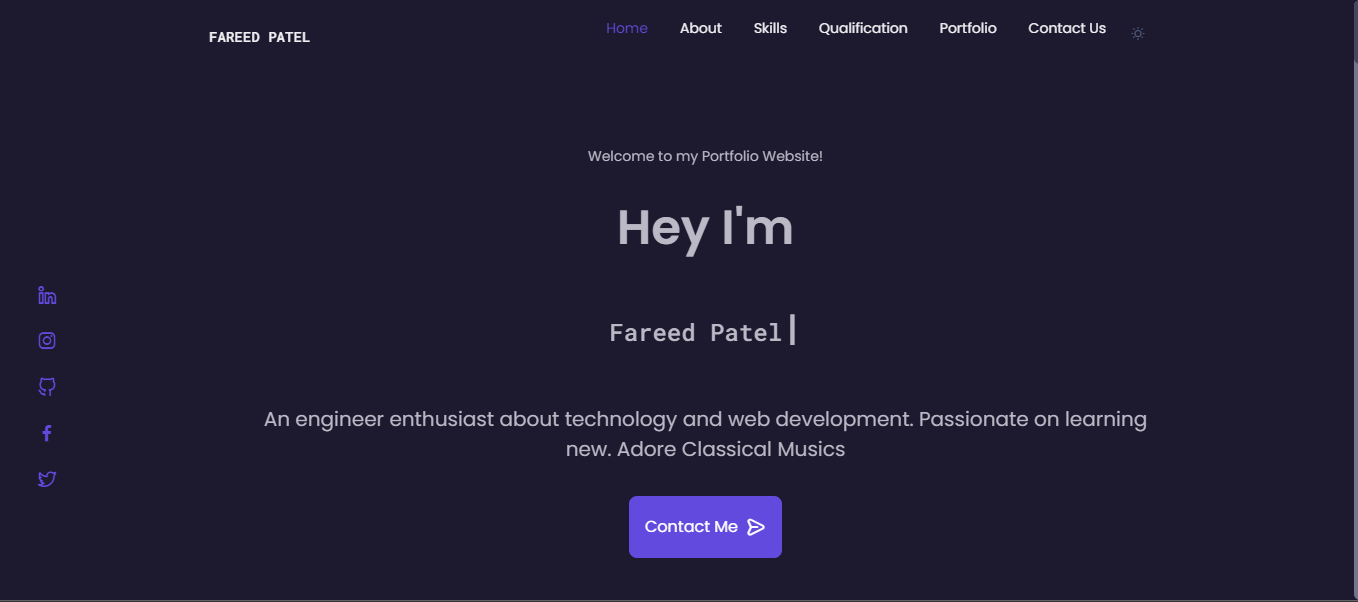 FAREED PATEL
Home About Skills Qualification Portfolio Contact Us
Welcome to my Portfolio Website!
Hey I'm
Fareed Patel
An engineer enthusiast about technology and web development. Passionate on learning
new. Adore Classical Musics
Contact Me